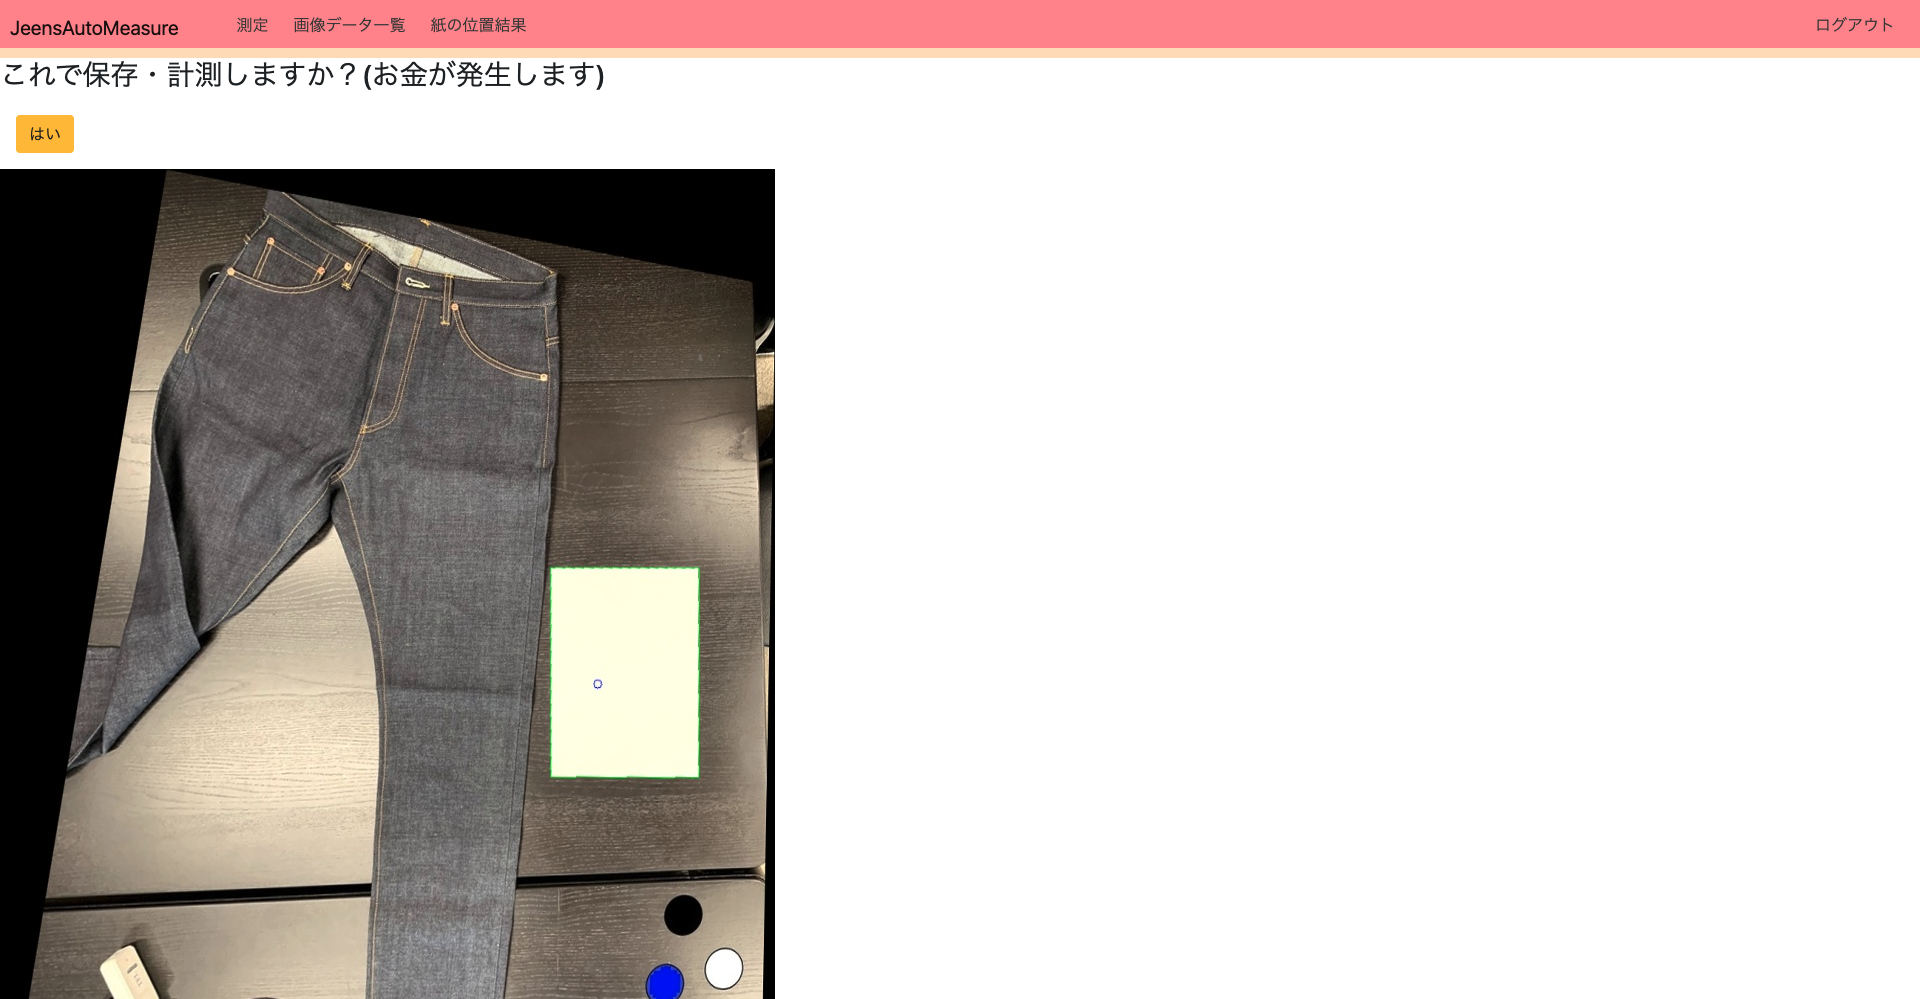 JeensAutoMeasure 測定 画像データ一覧 紙の位置結果 ログアウト
これで保存・計測しますか？(お金が発生します)
はい